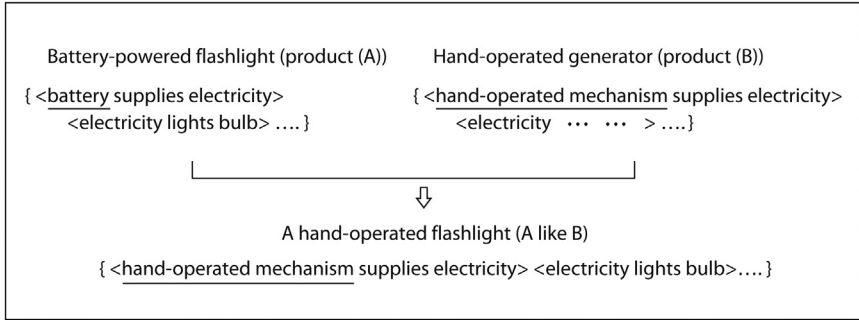 Battery-powered flashlight (product (A))
Hand-operated generator (product (B))
{ <battery supplies electricity>
<electricity lights bulb> .... }
{ <hand-operated mechanism supplies electricity>
<electricity ... ... > .... }
A hand-operated flashlight (A like B)
{ <hand-operated mechanism supplies electricity> <electricity lights bulb>.... }